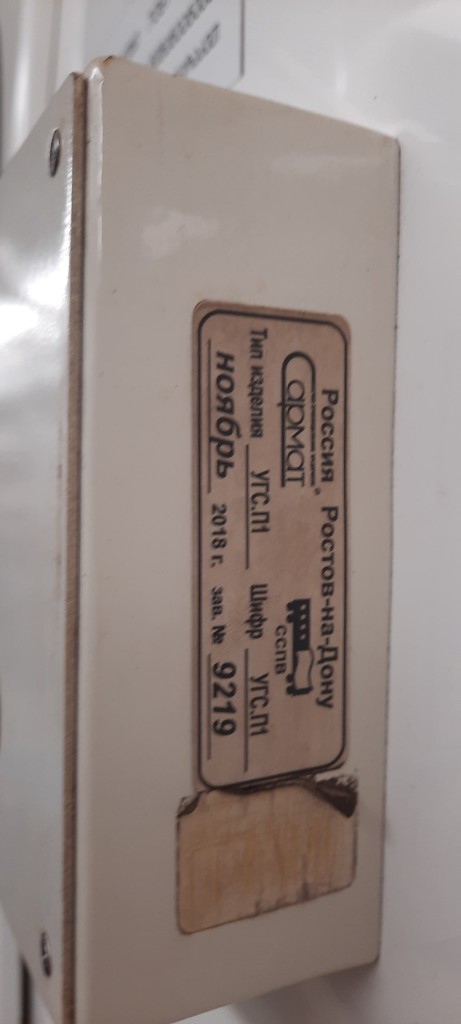 Россия Ростов-на-Дону
Сармат® ССПВ
Тип изделия УГС.П1 Шифр УГС.П1
ноябрь 2018 г. зав. № 9219